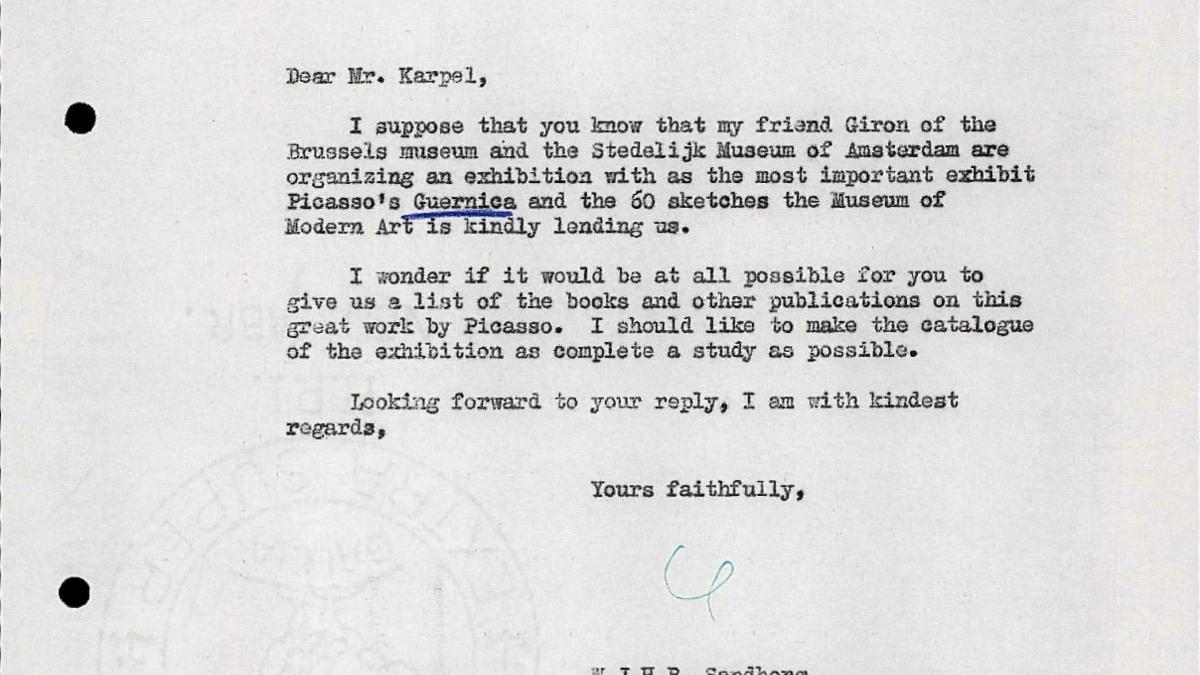 Dear Mr. Karpel,
I suppose that you know that my friend Giron of the
Brussels museum and the Stedelijk Museum of Amsterdam are
organizing an exhibition with as the most important exhibit
Picasso's Guernica and the 60 sketches the Museum of
Modern Art is kindly lending us.
I wonder if it would be at all possible for you to
give us a list of the books and other publications on this
great work by Picasso. I should like to make the catalogue
of the exhibition as complete a study as possible.
Looking forward to your reply, I am with kindest
regards,
Yours faithfully,